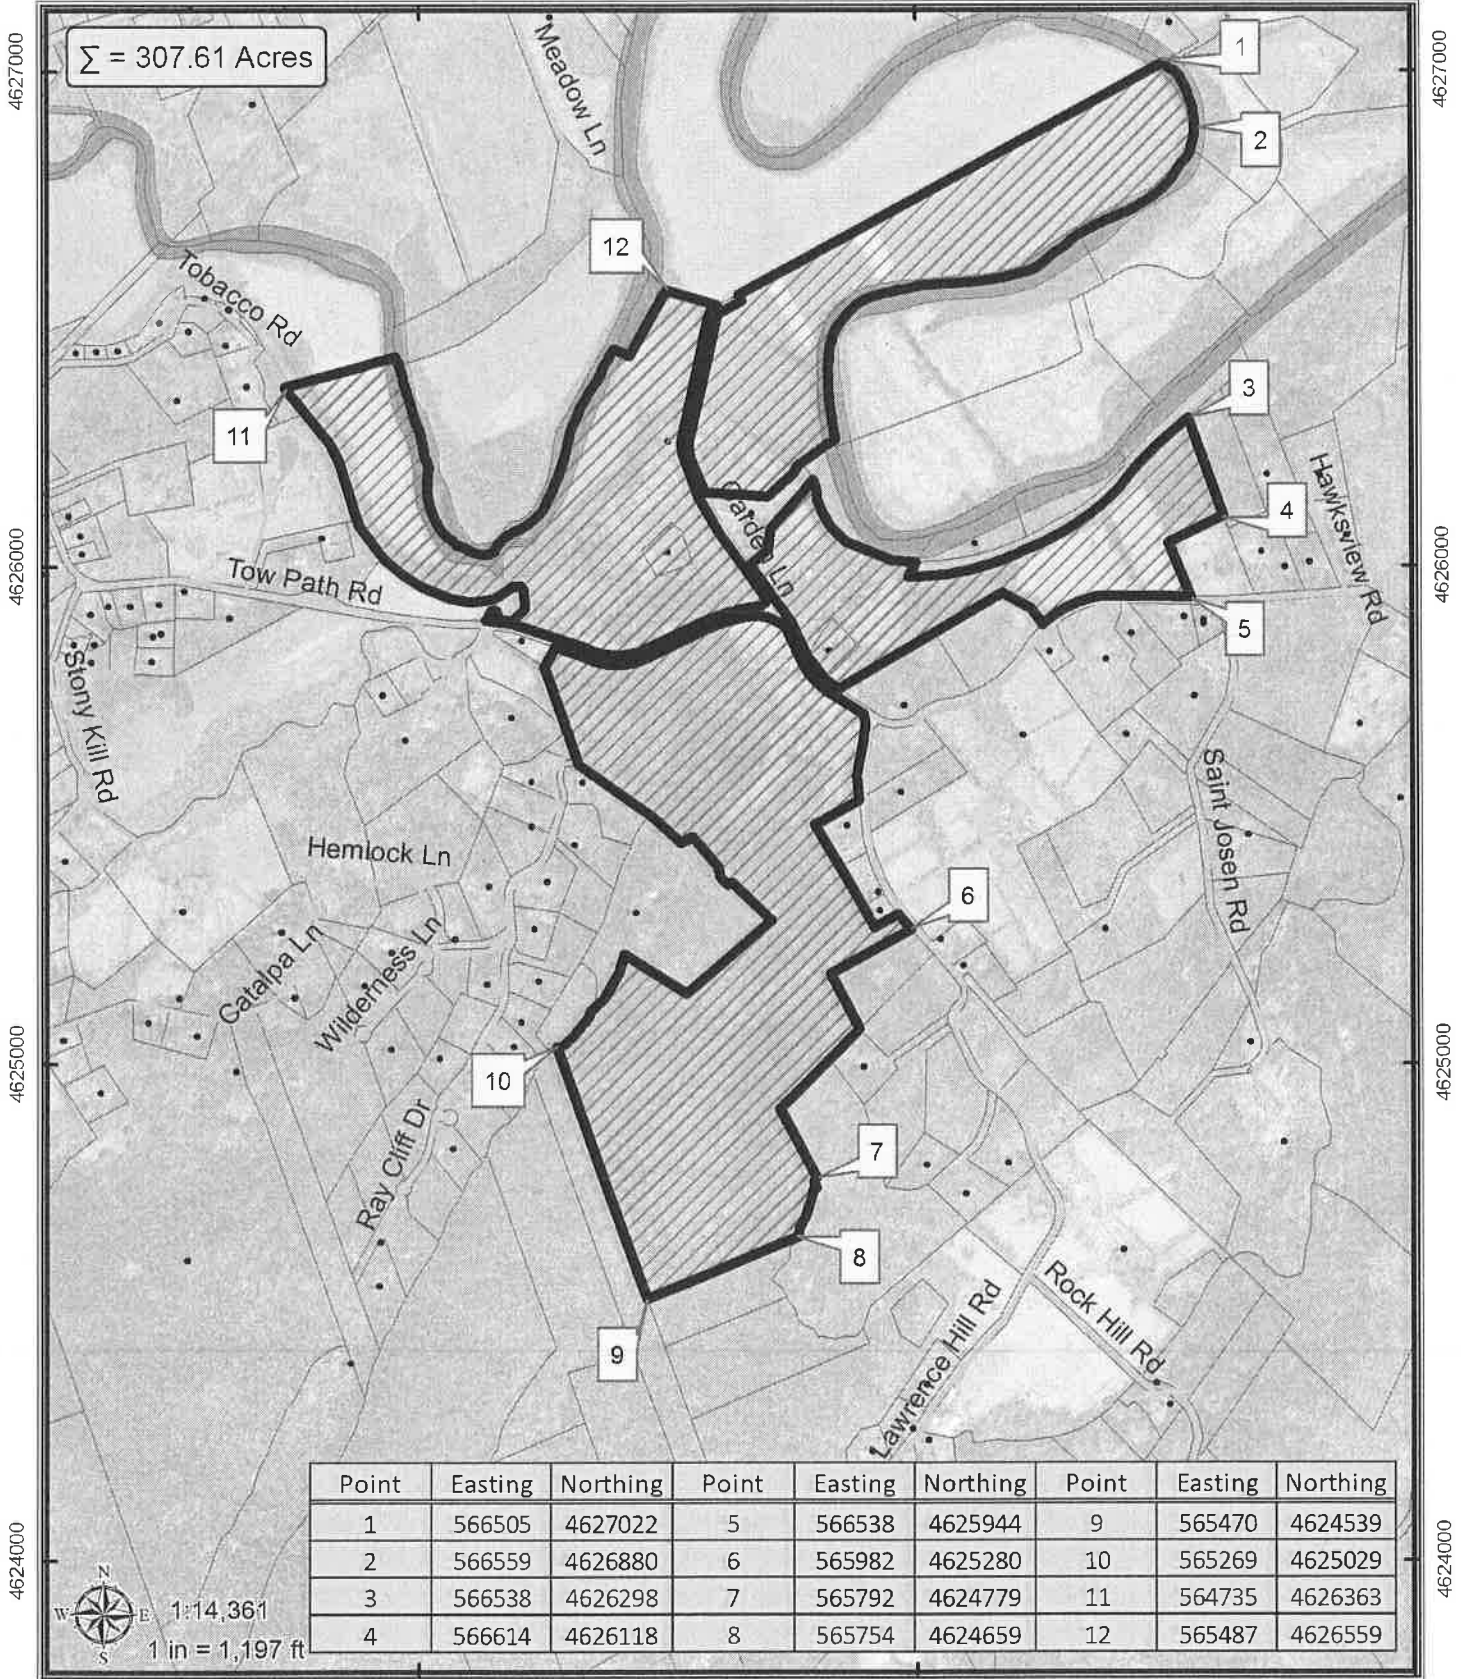 ∑ = 307.61 Acres
4627000
4627000
Meadow Ln
1
2
12
Tobacco Rd
3
11
Hawksview Rd
Garden Ln
4
4626000
4626000
Tow Path Rd
5
Stony Kill Rd
Saint Josen Rd
Hemlock Ln
6
Catalpa Ln
Wilderness Ln
4625000
4625000
10
Ray Cliff Dr
7
8
Rock Hill Rd
9
Lawrence Hill Rd
Point Easting Northing Point Easting Northing Point Easting Northing
1 566505 4627022 5 566538 4625944 9 565470 4624539
2 566559 4626880 6 565982 4625280 10 565269 4625029
3 566538 4626298 7 565792 4624779 11 564735 4626363
4 566614 4626118 8 565754 4624659 12 565487 4626559
4624000
4624000
N
W E
S
1:14,361
1 in = 1,197 ft